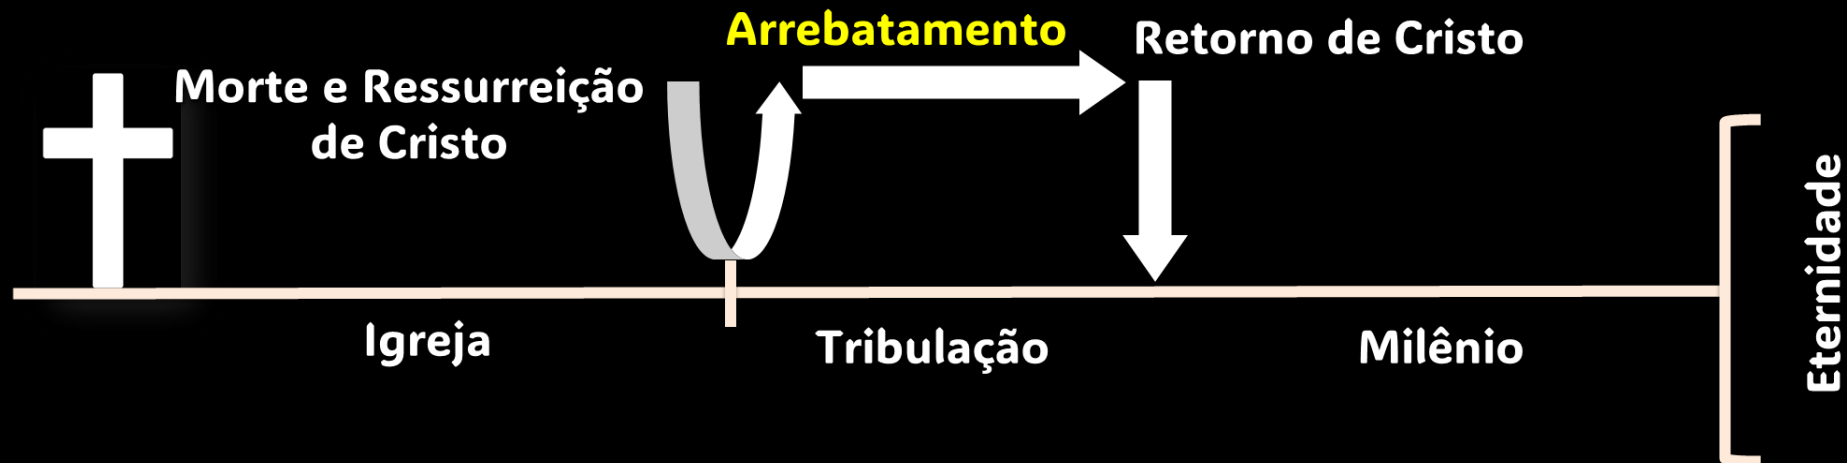 Arrebatamento
Retorno de Cristo
Morte e Ressurreição
de Cristo
Igreja
Tribulação
Milênio
Eternidade